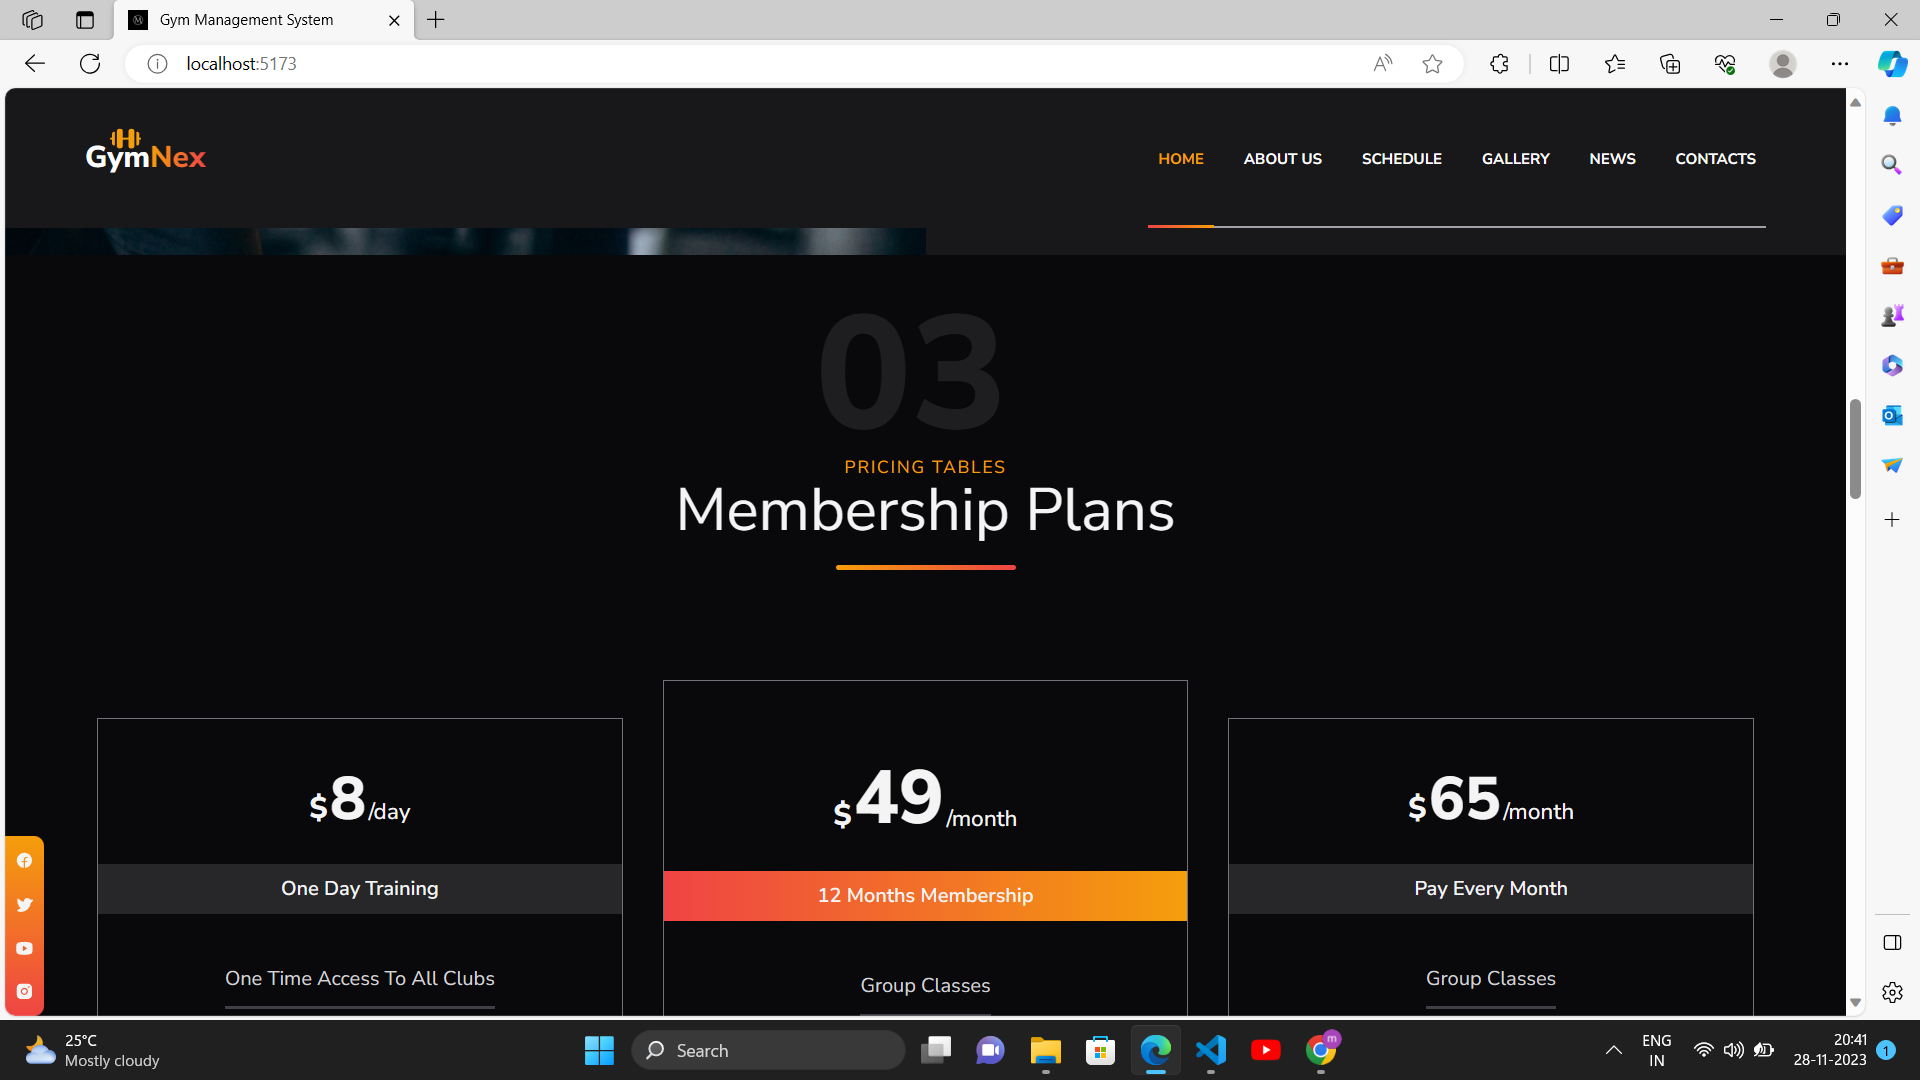 Gym Management System
localhost:5173
GymNex
HOME
ABOUT US
SCHEDULE
GALLERY
NEWS
CONTACTS
03
PRICING TABLES
Membership Plans
$8/day
One Day Training
One Time Access To All Clubs
$49/month
12 Months Membership
Group Classes
$65/month
Pay Every Month
Group Classes
25°C
Mostly cloudy
Search
m
ENG
IN
20:41
28-11-2023
1